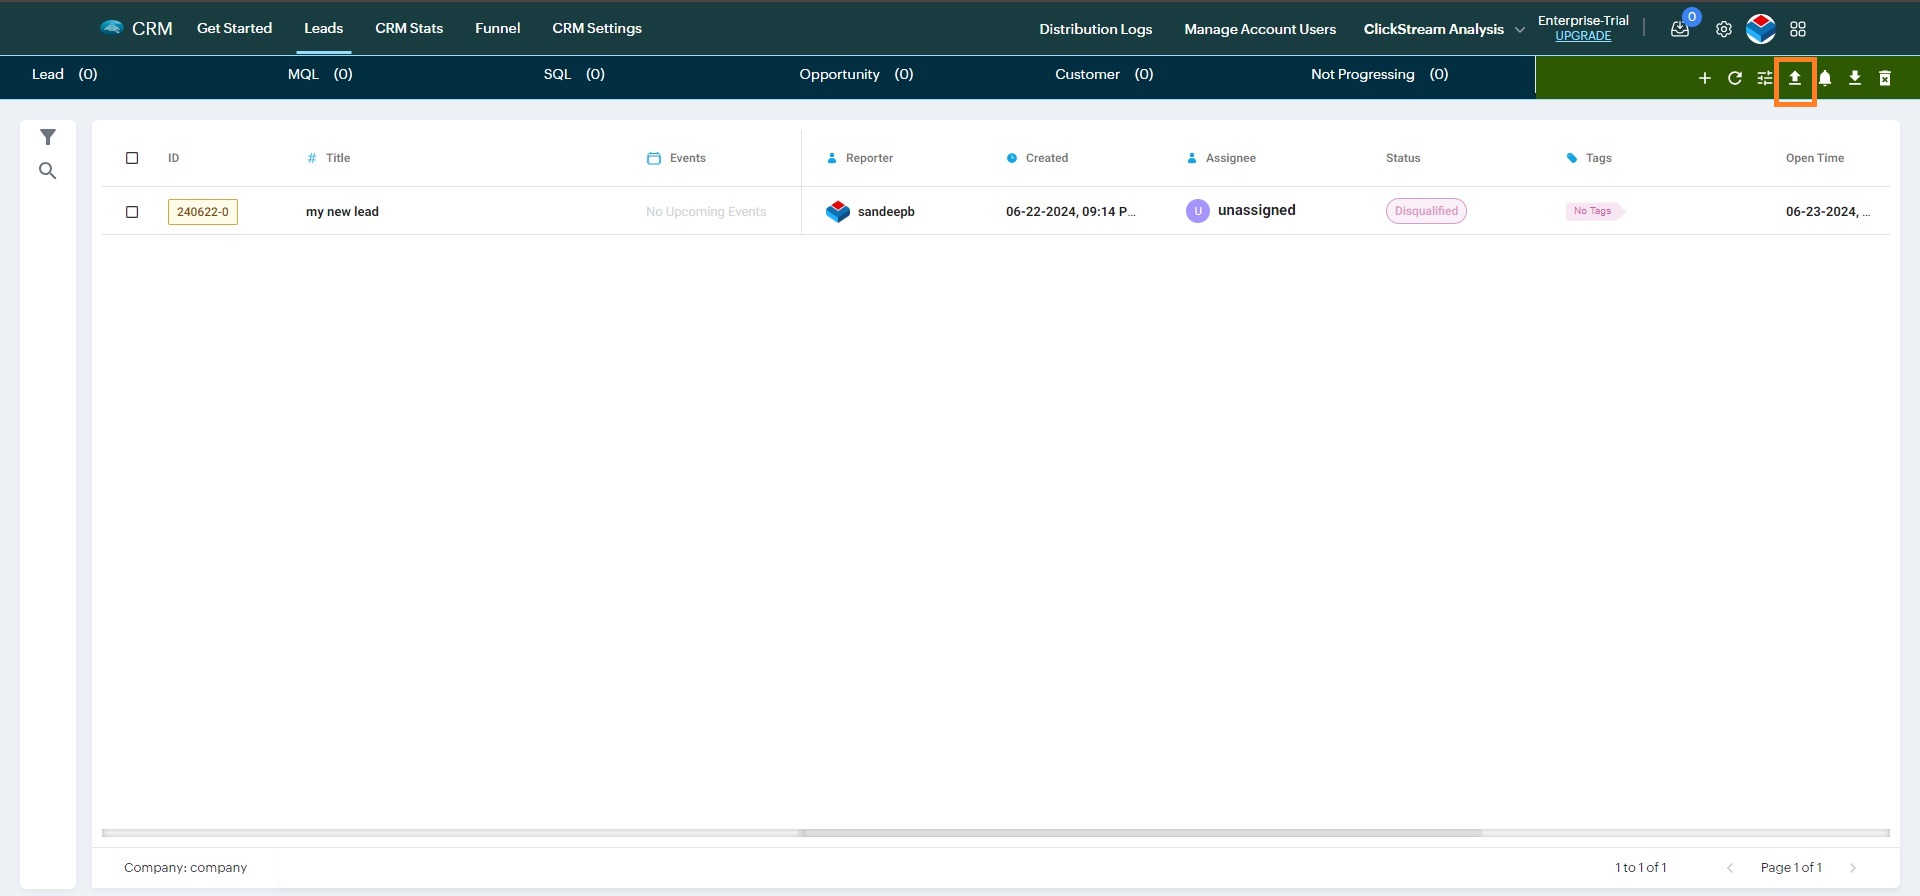 CRM Get Started Leads CRM Stats Funnel CRM Settings Distribution Logs Manage Account Users ClickStream Analysis Enterprise-Trial 0
UPGRADE
Lead (0) MQL (0) SQL (0) Opportunity (0) Customer (0) Not Progressing (0)
ID # Title Events Reporter Created Assignee Status Tags Open Time
240622-0 my new lead No Upcoming Events sandeepb 06-22-2024, 09:14 P... U unassigned Disqualified No Tags 06-23-2024, ...
Company: company 1 to 1 of 1 Page 1 of 1